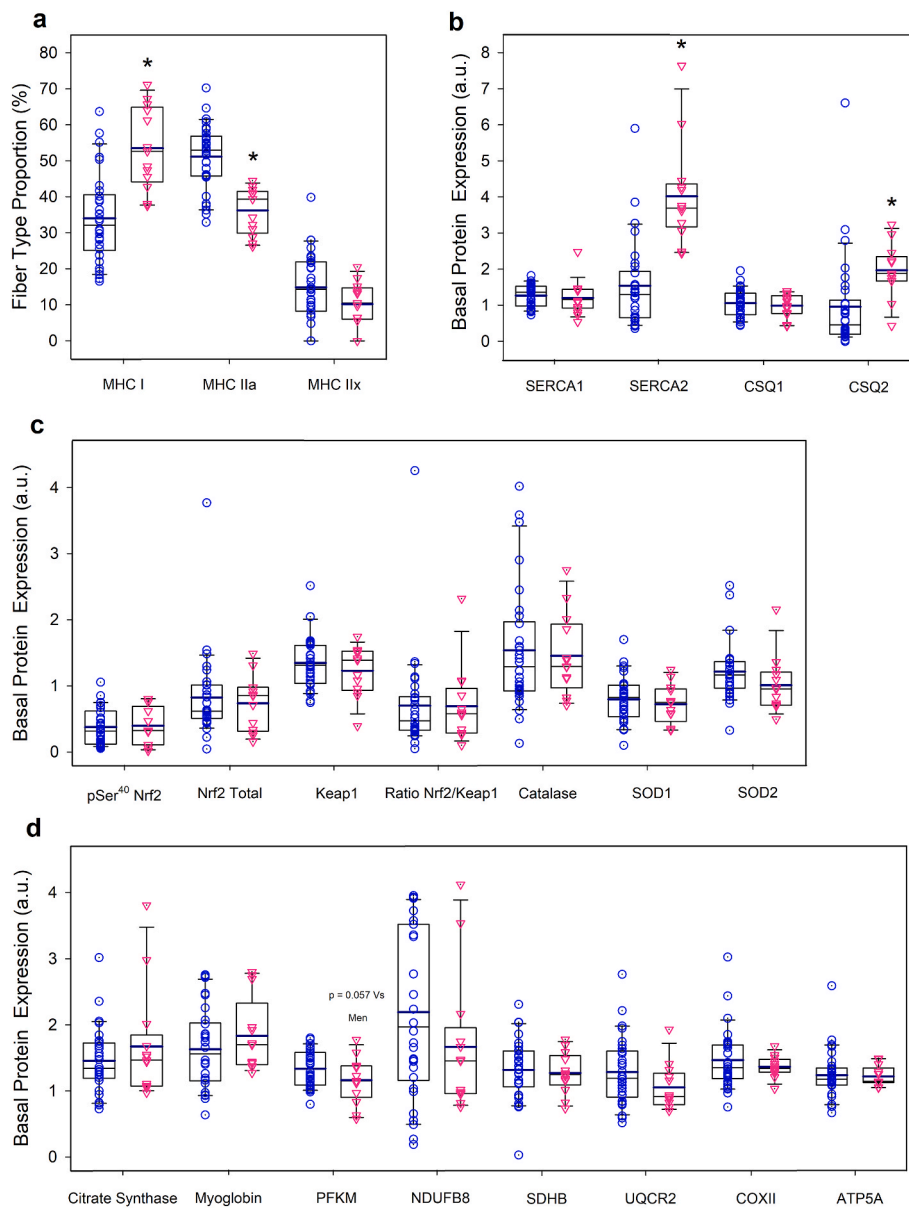 a
Fiber Type Proportion (%)
80
70
60
50
40
30
20
10
0
*
*
MHC I MHC IIa MHC IIx
b
Basal Protein Expression (a.u.)
8
7
6
5
4
3
2
1
0
*
*
SERCA1 SERCA2 CSQ1 CSQ2
c
Basal Protein Expression (a.u.)
4
3
2
1
0
pSer⁴⁰ Nrf2 Nrf2 Total Keap1 Ratio Nrf2/Keap1 Catalase SOD1 SOD2
d
Basal Protein Expression (a.u.)
4
3
2
1
0
p = 0.057 Vs
Men
Citrate Synthase Myoglobin PFKM NDUFB8 SDHB UQCR2 COXII ATP5A